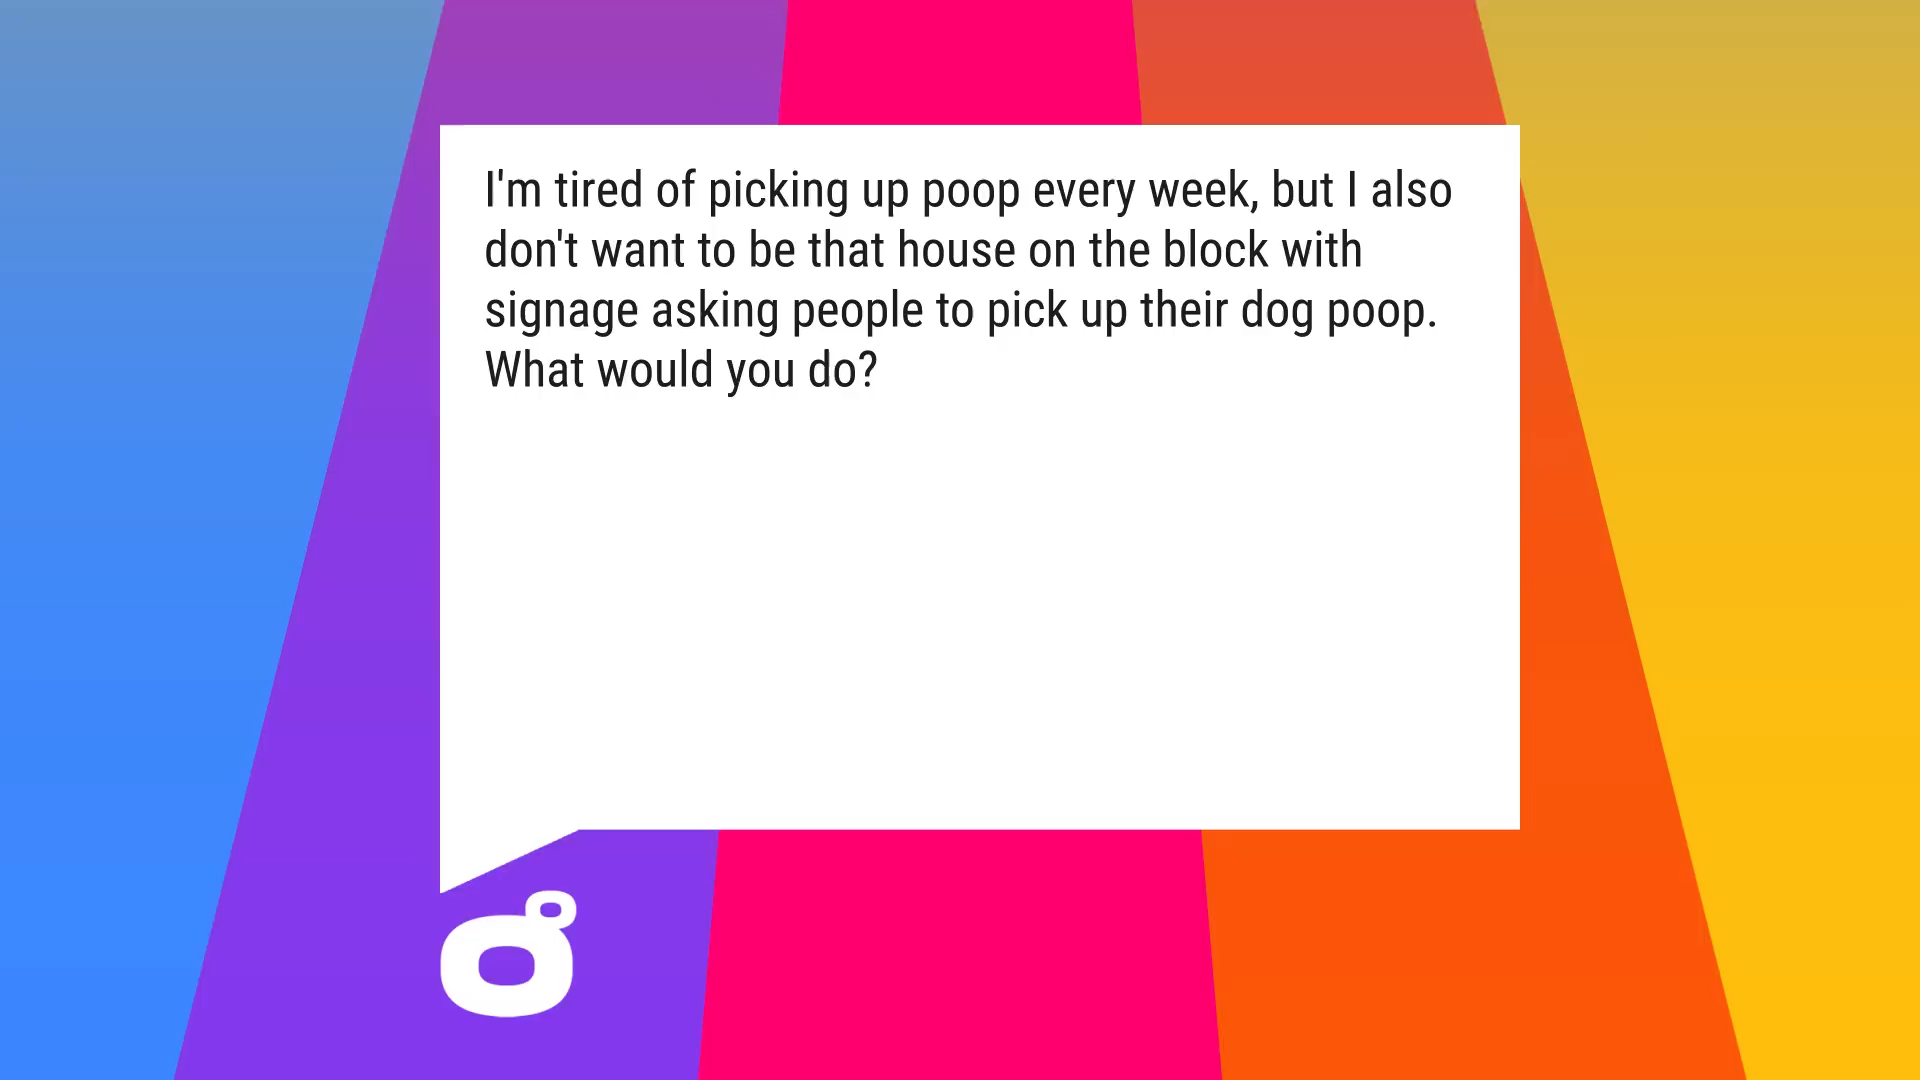 I'm tired of picking up poop every week, but I also
don't want to be that house on the block with
signage asking people to pick up their dog poop.
What would you do?